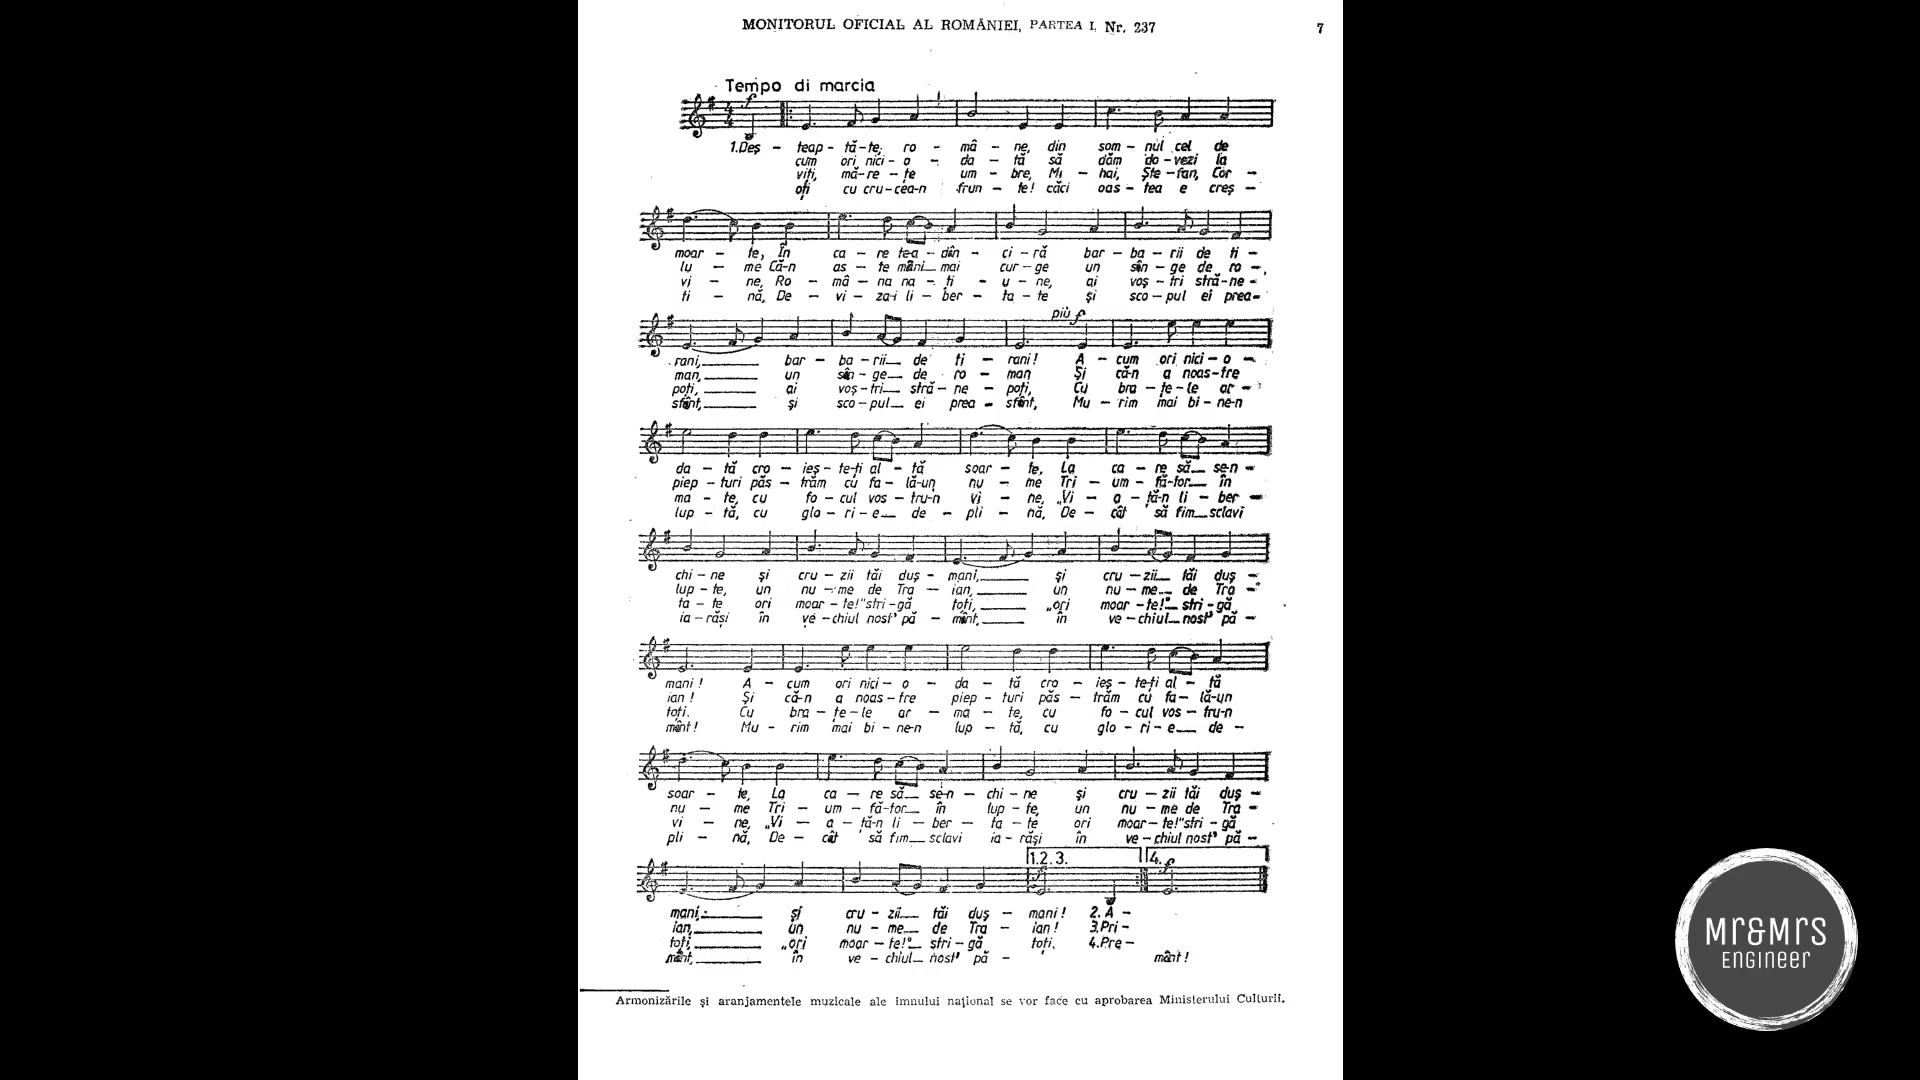 MONITORUL OFICIAL AL ROMÂNIEI, PARTEA I, Nr. 237
7
Tempo di marcia
f
1.Deș – teap – tă – te, ro – mâ – ne, din som – nul cel de
cum ori nici – o – da – tă să dăm do – vezi la
viți, mă – re – țe um – bre, Mi – hai, Ște – fan, Cor –
oți cu cru – cea-n frun – te! căci oas – tea e creș –
moar – te, În ca – re te-a – dîn – ci – ră bar – ba – rii de ti –
lu – me Că-n as – te mâni mai cur – ge un sîn – ge de ro –,
vi – ne, Ro – mâ – na na – ți – u – ne, ai voș – tri stră – ne –
ti – nă, De – vi – za-i li – ber – ta – te și sco – pul ei prea –
più f
rani, bar – ba – rii de ti – rani! A – cum ori nici – o –
man, un sîn – ge de ro – man Și că-n a noas – tre
poți, ai voș – tri stră – ne – poți, Cu bra – țe – le ar –
sfînt, și sco – pul ei prea – sfînt, Mu – rim mai bi – ne-n
da – tă cro – ieș – te-ți al – tă soar – te, La ca – re să se-n –
piep – turi păs – trăm cu fa – lă-un nu – me Tri – um – fă-tor în
ma – te, cu fo – cul vos – tru-n vi – ne, „Vi – a – ță-n li – ber –
lup – tă, cu glo – ri – e de – pli – nă, De – cât să fim sclavi
chi – ne și cru – zii tăi duș – mani, și cru – zii tăi duș –
lup – te, un nu – me de Tra – ian, un nu – me de Tra –
ta – te ori moar – te!" stri – gă toți, „ori moar – te!" stri – gă
ia – răși în ve – chiul nost' pă – mînt, în ve – chiul nost' pă –
mani! A – cum ori nici – o – da – tă cro – ieș – te-ți al – tă
ian! Și că-n a noas – tre piep – turi păs – trăm cu fa – lă-un
toți. Cu bra – țe – le ar – ma – te, cu fo – cul vos – tru-n
mînt! Mu – rim mai bi – ne-n lup – tă, cu glo – ri – e de –
soar – te, La ca – re să se-n – chi – ne și cru – zii tăi duș –
nu – me Tri – um – fă-tor în lup – te, un nu – me de Tra –
vi – ne, „Vi – a – tă-n li – ber – ta – te ori moar – te!" stri – gă
pli – nă, De – cât să fim sclavi ia – răși în ve – chiul nost' pă –
1.2.3. 4. f
mani, și cru – zii tăi duș – mani! 2. A –
ian, un nu – me de Tra – ian! 3.Pri –
toți, „ori moar – te!" stri – gă toți. 4.Pre –
mânt, în ve – chiul nost' pă – mânt!
Armonizările și aranjamentele muzicale ale imnului național se vor face cu aprobarea Ministerului Culturii.
Mr&Mrs
Engineer